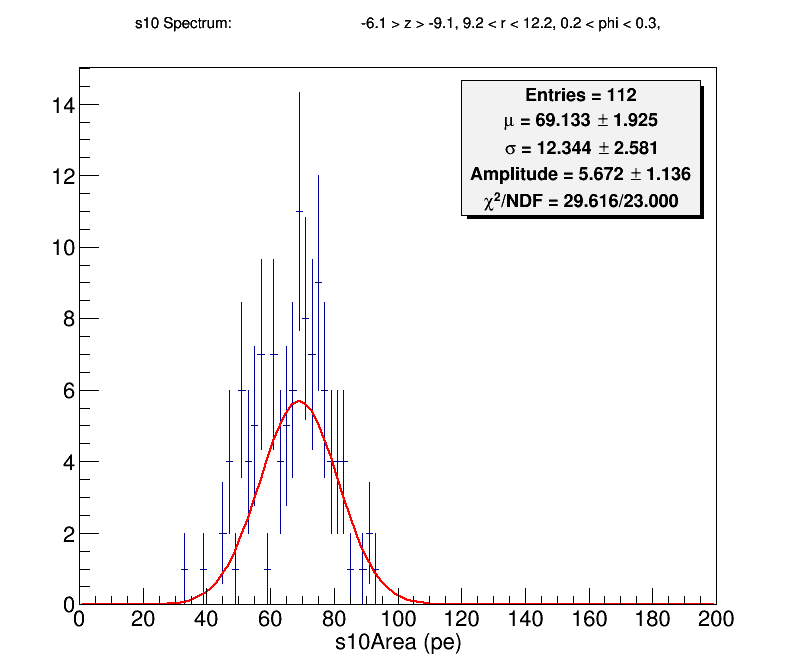 s10 Spectrum: -6.1 > z > -9.1, 9.2 < r < 12.2, 0.2 < phi < 0.3,
Entries = 112
μ = 69.133 ± 1.925
σ = 12.344 ± 2.581
Amplitude = 5.672 ± 1.136
χ²/NDF = 29.616/23.000
14
12
10
8
6
4
2
0
0 20 40 60 80 100 120 140 160 180 200
s10Area (pe)